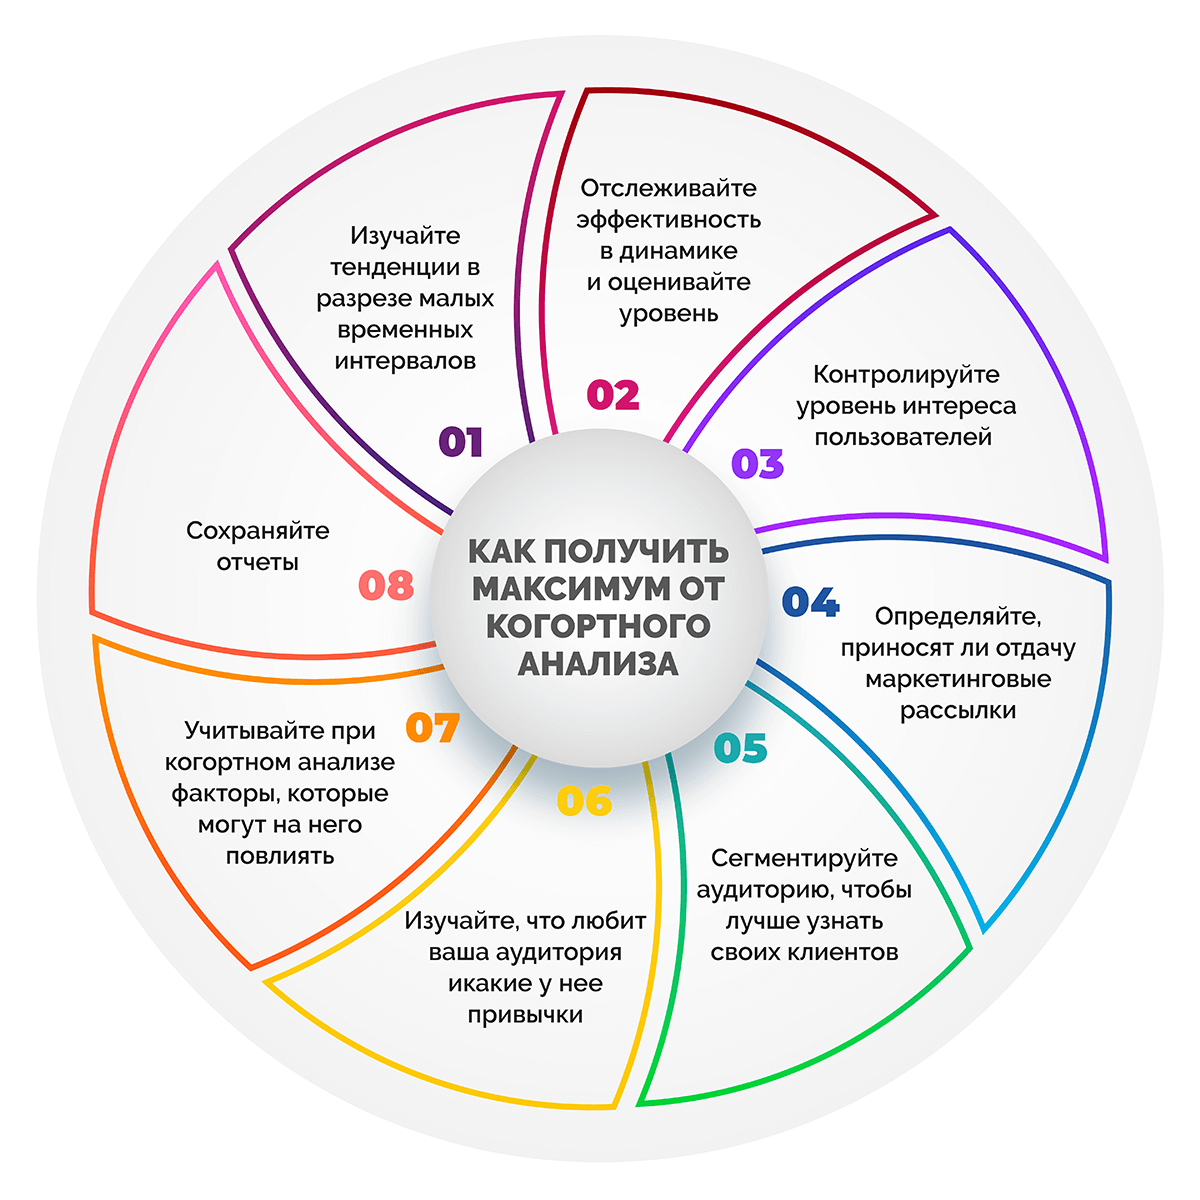 КАК ПОЛУЧИТЬ
МАКСИМУМ ОТ
КОГОРТНОГО
АНАЛИЗА
01
Изучайте
тенденции в
разрезе малых
временных
интервалов
02
Отслеживайте
эффективность
в динамике
и оценивайте
уровень
03
Контролируйте
уровень интереса
пользователей
04
Определяйте,
приносят ли отдачу
маркетинговые
рассылки
05
Сегментируйте
аудиторию, чтобы
лучше узнать
своих клиентов
06
Изучайте, что любит
ваша аудитория
икакие у нее
привычки
07
Учитывайте при
когортном анализе
факторы, которые
могут на него
повлиять
08
Сохраняйте
отчеты